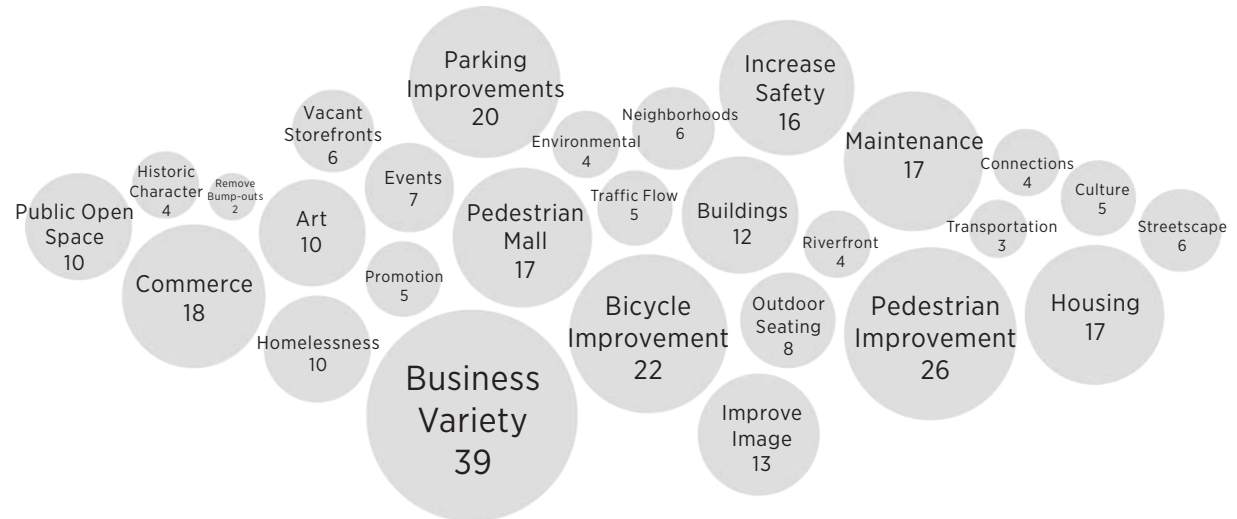 Parking
Improvements
20
Increase
Safety
16
Vacant
Storefronts
6
Neighborhoods
6
Environmental
4
Maintenance
17
Connections
4
Historic
Character
4
Remove
Bump-outs
2
Events
7
Culture
5
Public Open
Space
10
Art
10
Pedestrian
Mall
17
Traffic Flow
5
Buildings
12
Riverfront
4
Transportation
3
Streetscape
6
Commerce
18
Promotion
5
Homelessness
10
Business
Variety
39
Bicycle
Improvement
22
Outdoor
Seating
8
Pedestrian
Improvement
26
Housing
17
Improve
Image
13